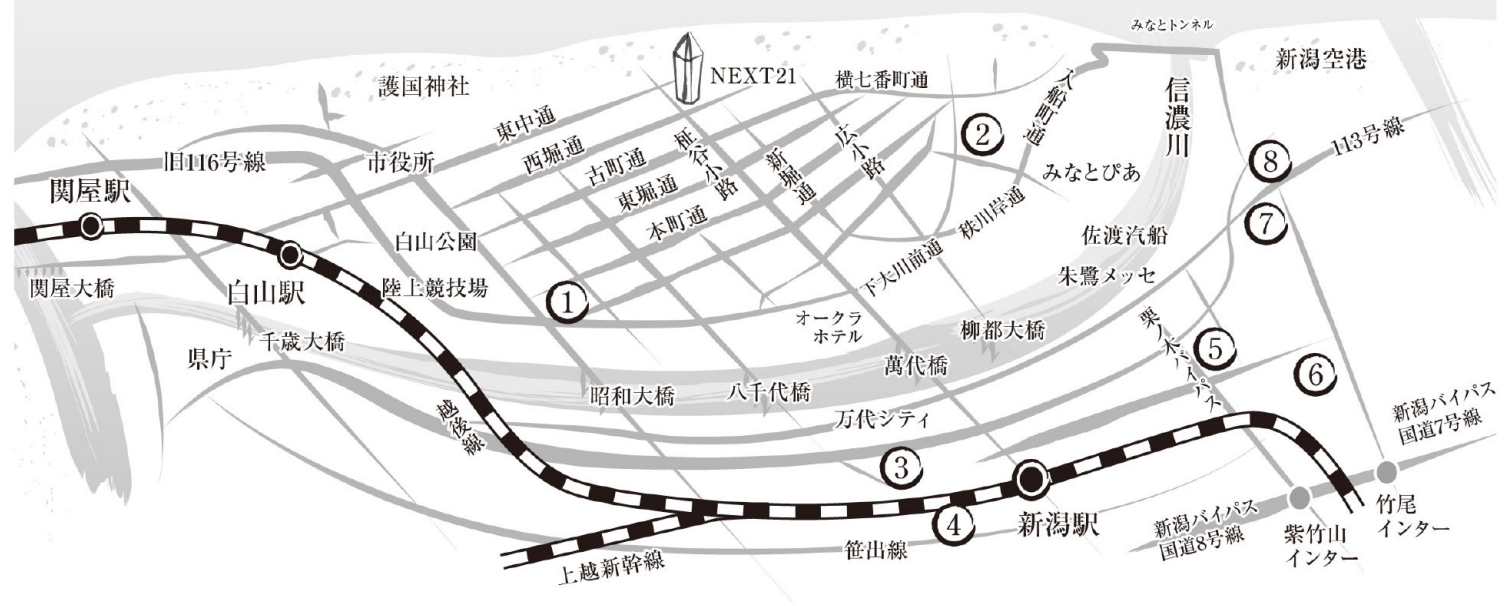 みなとトンネル
新潟空港
護国神社
NEXT21
横七番町通
入船町通
信濃川
113号線
東中通
西堀通
古町通
東堀通
本町通
柾谷小路
新堀通
広小路
②
みなとぴあ
⑧
⑦
旧116号線
市役所
関屋駅
白山公園
秩川岸通
下大川前通
佐渡汽船
朱鷺メッセ
関屋大橋
白山駅
陸上競技場
①
オークラ
ホテル
柳都大橋
栗ノ木バイパス
⑤
⑥
県庁
千歳大橋
昭和大橋
八千代橋
萬代橋
万代シティ
越後線
③
④
新潟駅
新潟バイパス
国道7号線
竹尾
インター
新潟バイパス
国道8号線
紫竹山
インター
笹出線
上越新幹線